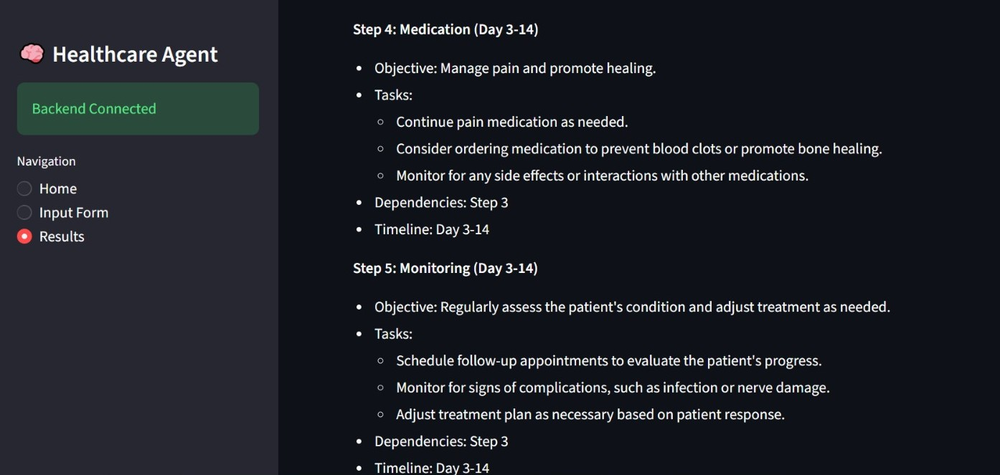 Healthcare Agent
Backend Connected
Navigation
Home
Input Form
Results
Step 4: Medication (Day 3-14)
Objective: Manage pain and promote healing.
Tasks:
Continue pain medication as needed.
Consider ordering medication to prevent blood clots or promote bone healing.
Monitor for any side effects or interactions with other medications.
Dependencies: Step 3
Timeline: Day 3-14
Step 5: Monitoring (Day 3-14)
Objective: Regularly assess the patient's condition and adjust treatment as needed.
Tasks:
Schedule follow-up appointments to evaluate the patient's progress.
Monitor for signs of complications, such as infection or nerve damage.
Adjust treatment plan as necessary based on patient response.
Dependencies: Step 3
Timeline: Day 3-14